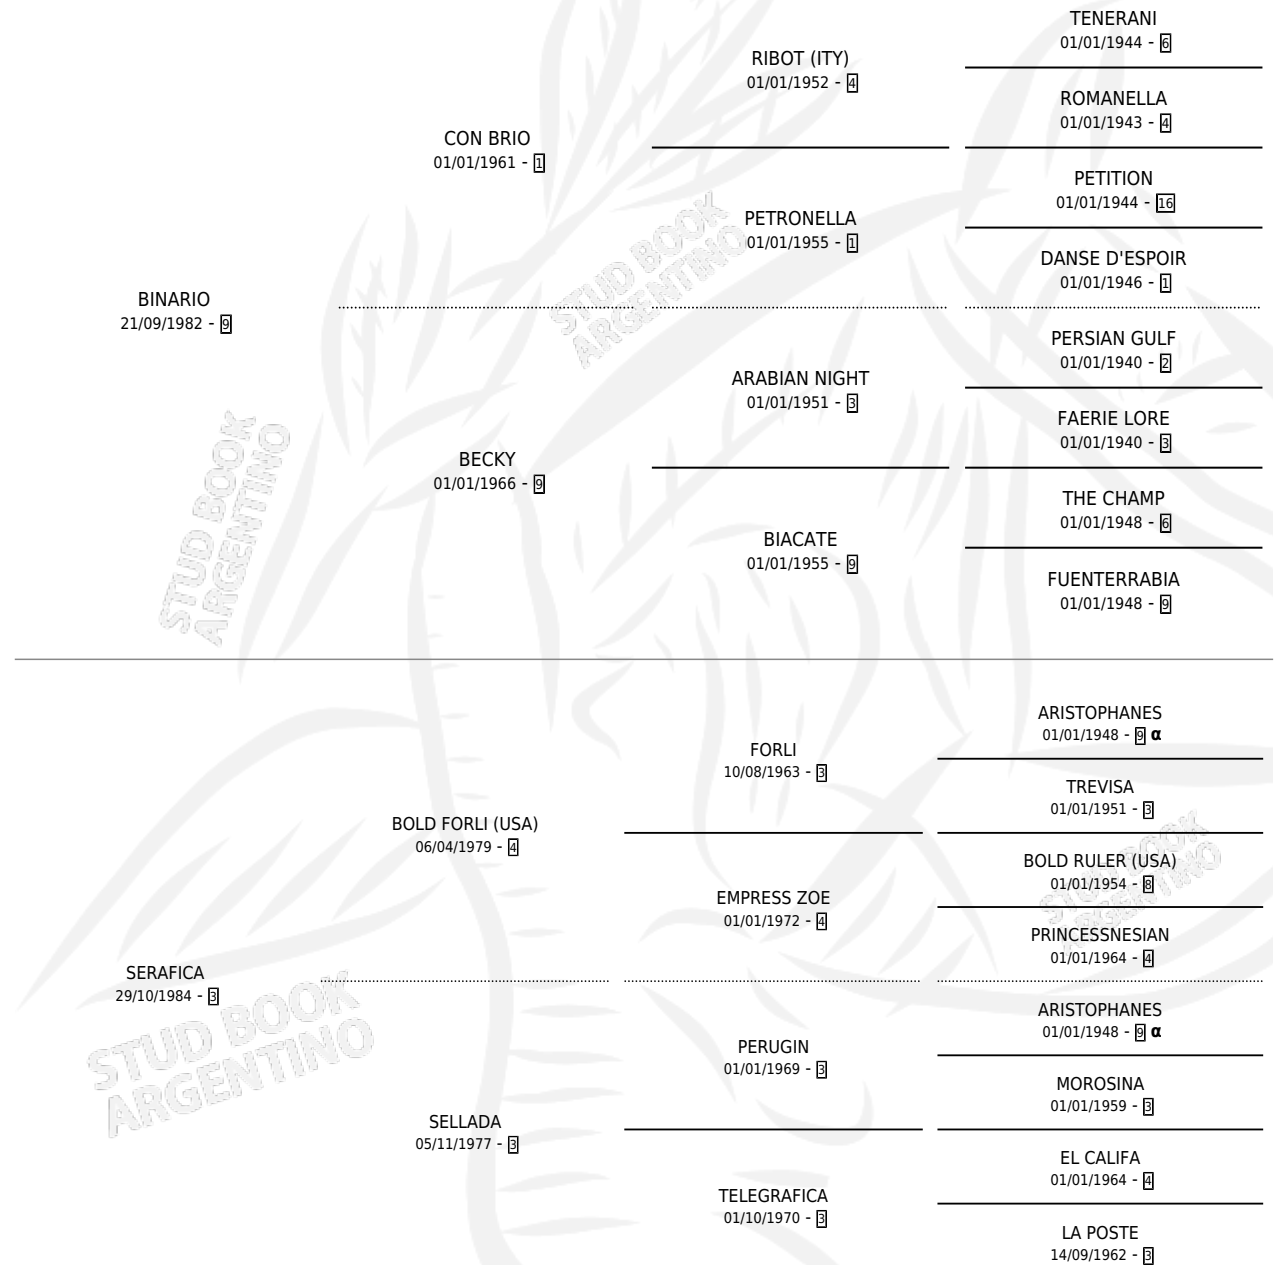 TENERANI
01/01/1944 - 6
RIBOT (ITY)
01/01/1952 - 4
ROMANELLA
01/01/1943 - 4
CON BRIO
01/01/1961 - 1
PETITION
01/01/1944 - 16
PETRONELLA
01/01/1955 - 1
DANSE D'ESPOIR
01/01/1946 - 1
STUD BOOK
ARGENTINO
BINARIO
21/09/1982 - 9
PERSIAN GULF
01/01/1940 - 2
ARABIAN NIGHT
01/01/1951 - 3
FAERIE LORE
01/01/1940 - 3
BECKY
01/01/1966 - 9
THE CHAMP
01/01/1948 - 6
BIACATE
01/01/1955 - 9
FUENTERRABIA
01/01/1948 - 9
STUD BOOK
ARGENTINO
ARISTOPHANES
01/01/1948 - 9 α
FORLI
10/08/1963 - 3
TREVISA
01/01/1951 - 3
BOLD FORLI (USA)
06/04/1979 - 4
BOLD RULER (USA)
01/01/1954 - 8
EMPRESS ZOE
01/01/1972 - 4
PRINCESSNESIAN
01/01/1964 - 4
STUD BOOK
ARGENTINO
SERAFICA
29/10/1984 - 3
ARISTOPHANES
01/01/1948 - 9 α
PERUGIN
01/01/1969 - 3
MOROSINA
01/01/1959 - 3
SELLADA
05/11/1977 - 3
EL CALIFA
01/01/1964 - 4
TELEGRAFICA
01/10/1970 - 3
LA POSTE
14/09/1962 - 3
STUD BOOK
ARGENTINO